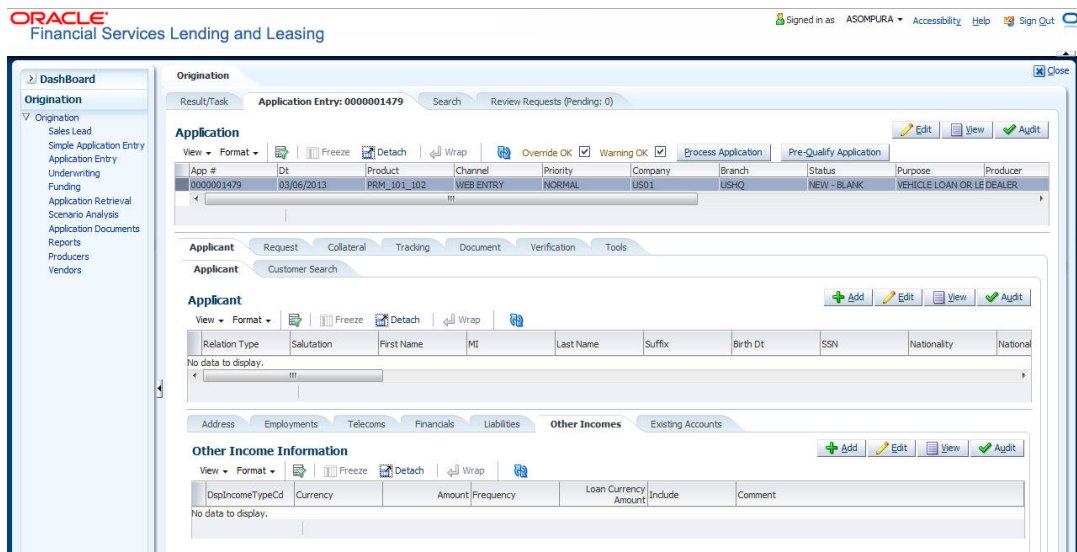 ORACLE
Financial Services Lending and Leasing
Signed in as ASOMPURA Accessibility Help Sign Out
Close
DashBoard
Origination
Origination
Sales Lead
Simple Application Entry
Application Entry
Underwriting
Funding
Application Retrieval
Scenario Analysis
Application Documents
Reports
Producers
Vendors
Origination
Result/Task Application Entry: 0000001479 Search Review Requests (Pending: 0)
Application
Edit View Audit
View Format Freeze Detach Wrap Override OK Warning OK Process Application Pre-Qualify Application
App # Dt Product Channel Priority Company Branch Status Purpose Producer
0000001479 03/06/2013 PRM_101_102 WEB ENTRY NORMAL US01 USHQ NEW - BLANK VEHICLE LOAN OR LE DEALER
Applicant Request Collateral Tracking Document Verification Tools
Applicant Customer Search
Applicant
Add Edit View Audit
View Format Freeze Detach Wrap
Relation Type Salutation First Name MI Last Name Suffix Birth Dt SSN Nationality National
No data to display.
Address Employments Telecoms Financials Liabilities Other Incomes Existing Accounts
Other Income Information
Add Edit View Audit
View Format Freeze Detach Wrap
DspIncomeTypeCd Currency Amount Frequency Loan Currency Amount Include Comment
No data to display.